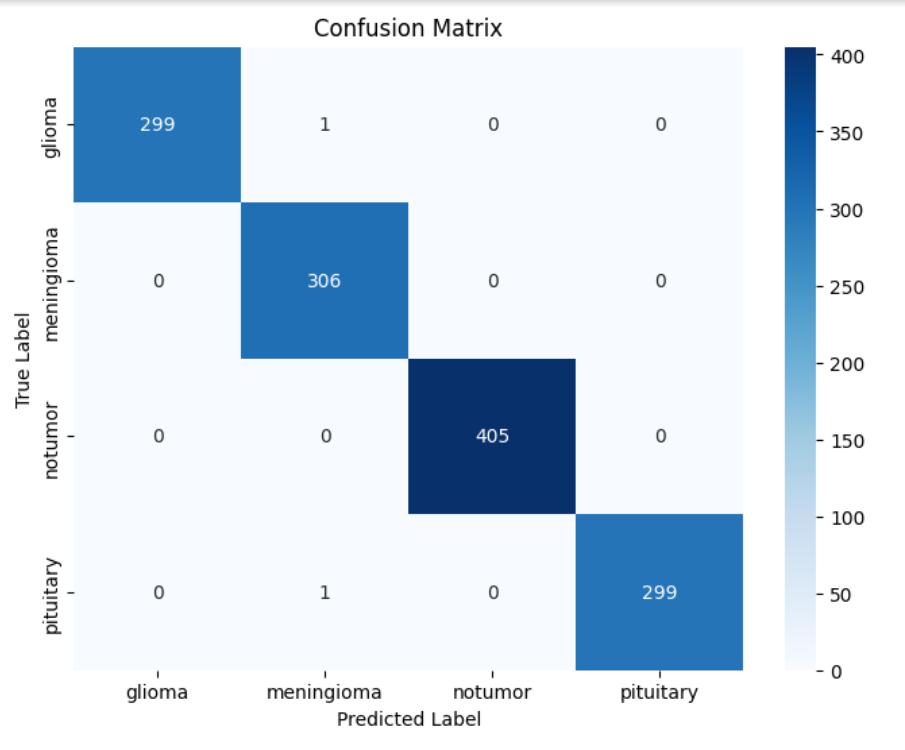 Confusion Matrix
True Label
glioma 299 1 0 0
meningioma 0 306 0 0
notumor 0 0 405 0
pituitary 0 1 0 299
glioma meningioma notumor pituitary
Predicted Label
400
350
300
250
200
150
100
50
0